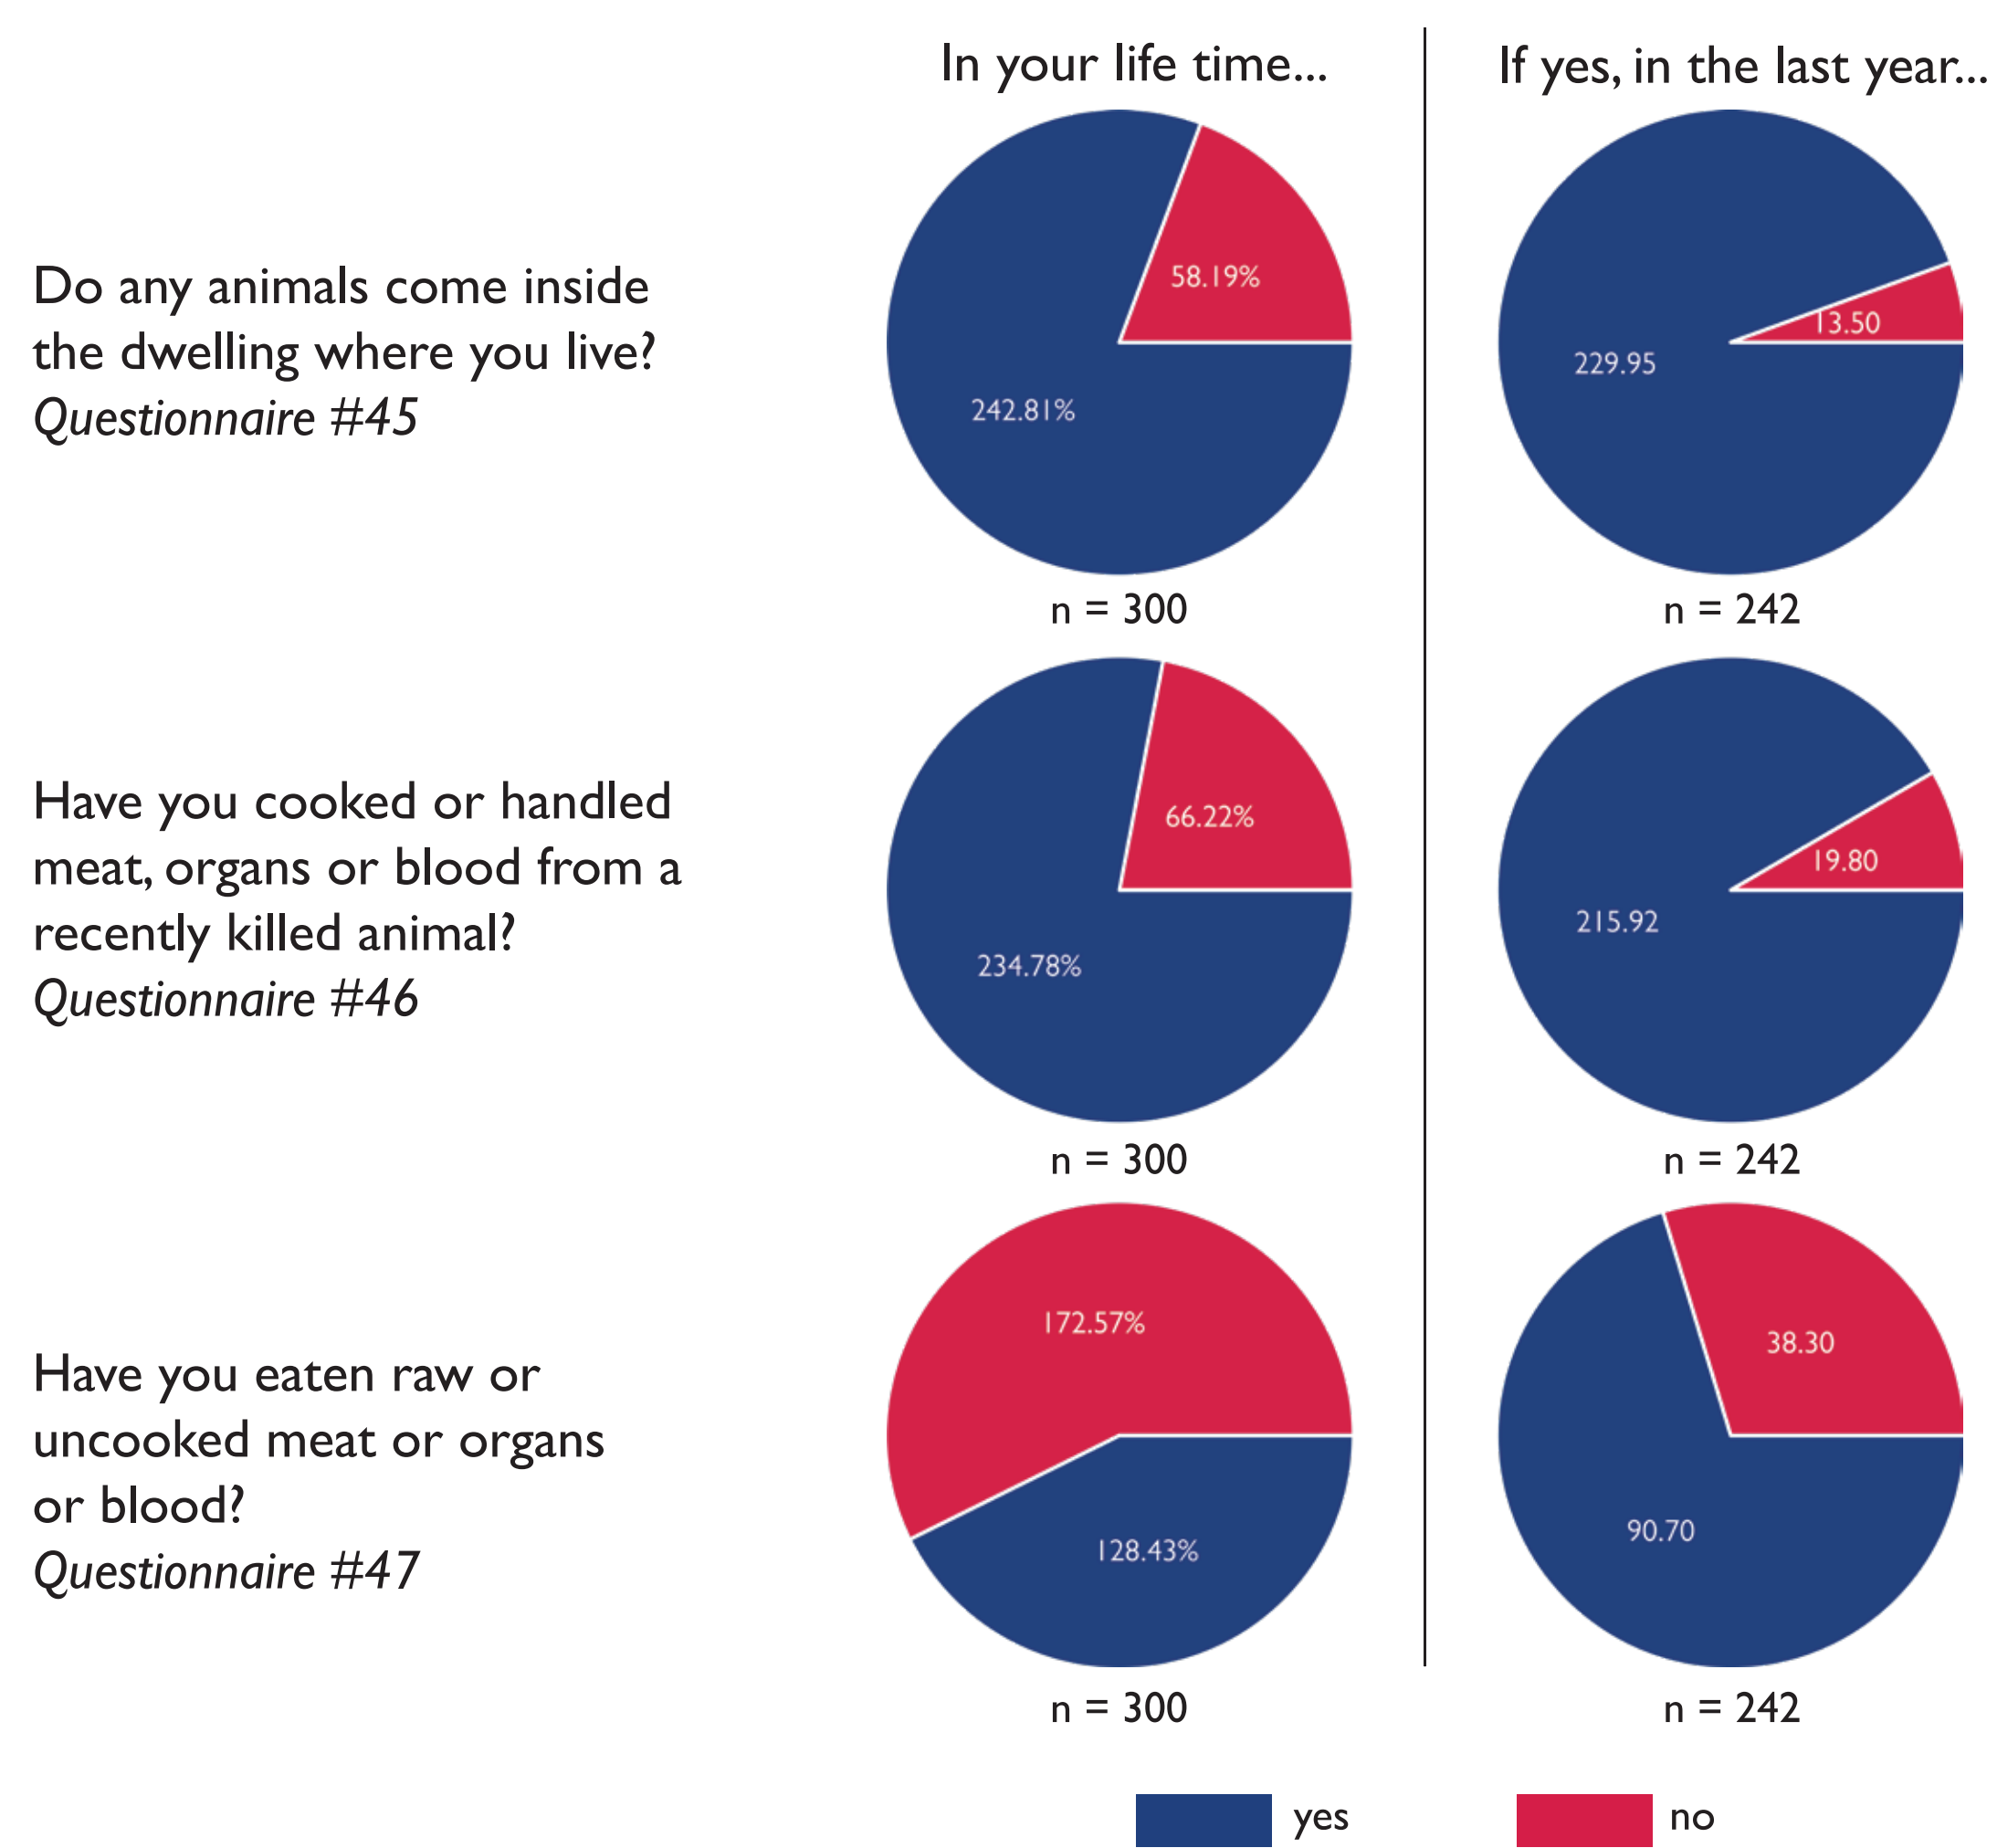 In your life time...
If yes, in the last year...
Do any animals come inside
the dwelling where you live?
Questionnaire #45
58.19%
242.81%
n = 300
13.50
229.95
n = 242
Have you cooked or handled
meat, organs or blood from a
recently killed animal?
Questionnaire #46
66.22%
234.78%
n = 300
19.80
215.92
n = 242
Have you eaten raw or
uncooked meat or organs
or blood?
Questionnaire #47
172.57%
128.43%
n = 300
38.30
90.70
n = 242
yes
no